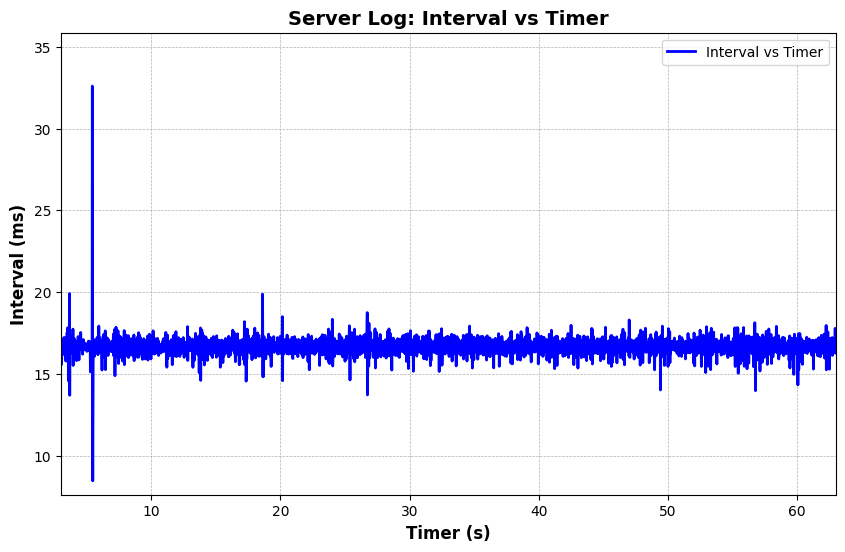 Server Log: Interval vs Timer
Interval vs Timer
35
30
25
20
15
10
Interval (ms)
10 20 30 40 50 60
Timer (s)